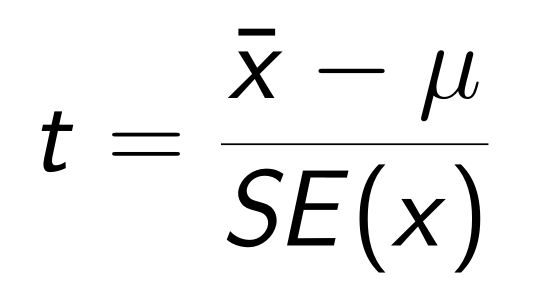 t = (x̄ − μ) / SE(x)